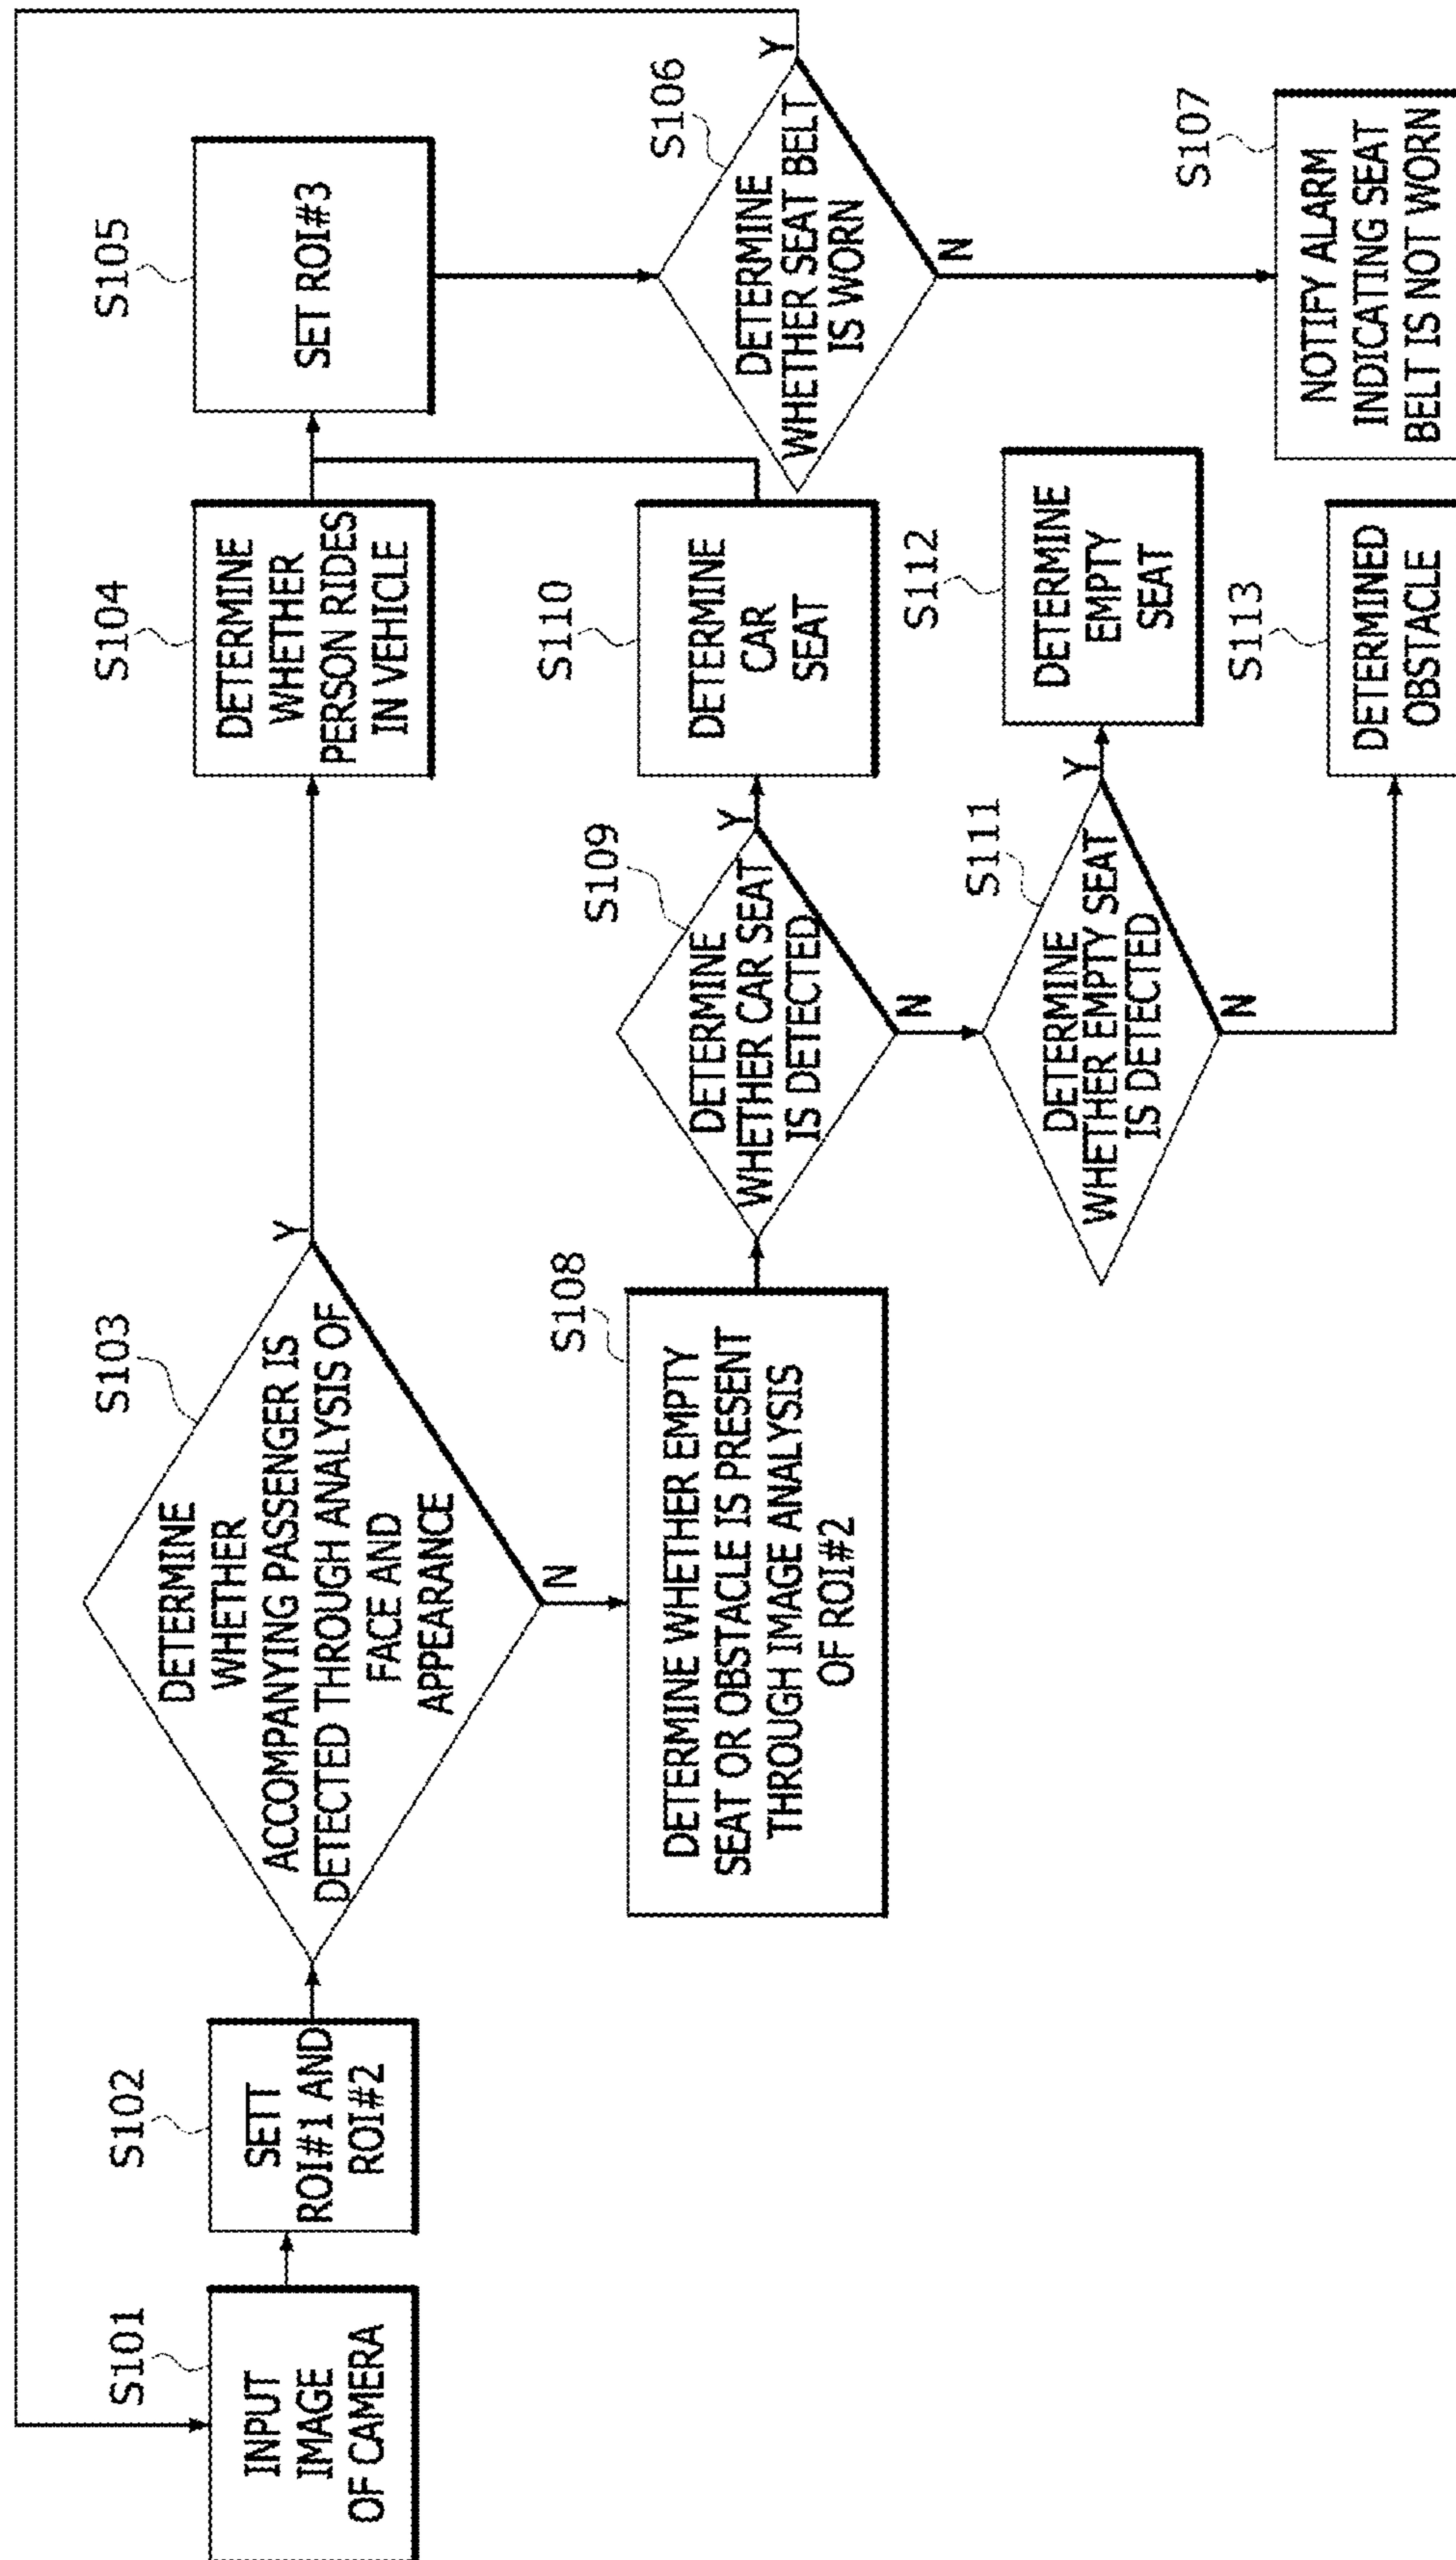 S101
INPUT
IMAGE
OF CAMERA
S102
SETT
ROI#1 AND
ROI#2
S103
DETERMINE
WHETHER
ACCOMPANYING PASSENGER IS
DETECTED THROUGH ANALYSIS OF
FACE AND
APPEARANCE
Y
N
S104
DETERMINE
WHETHER
PERSON RIDES
IN VEHICLE
S105
SET ROI#3
S106
DETERMINE
WHETHER SEAT BELT
IS WORN
Y
N
S107
NOTIFY ALARM
INDICATING SEAT
BELT IS NOT WORN
S108
DETERMINE WHETHER EMPTY
SEAT OR OBSTACLE IS PRESENT
THROUGH IMAGE ANALYSIS
OF ROI#2
S109
DETERMINE
WHETHER CAR SEAT
IS DETECTED
Y
N
S110
DETERMINE
CAR
SEAT
S111
DETERMINE
WHETHER EMPTY SEAT
IS DETECTED
Y
N
S112
DETERMINE
EMPTY
SEAT
S113
DETERMINED
OBSTACLE